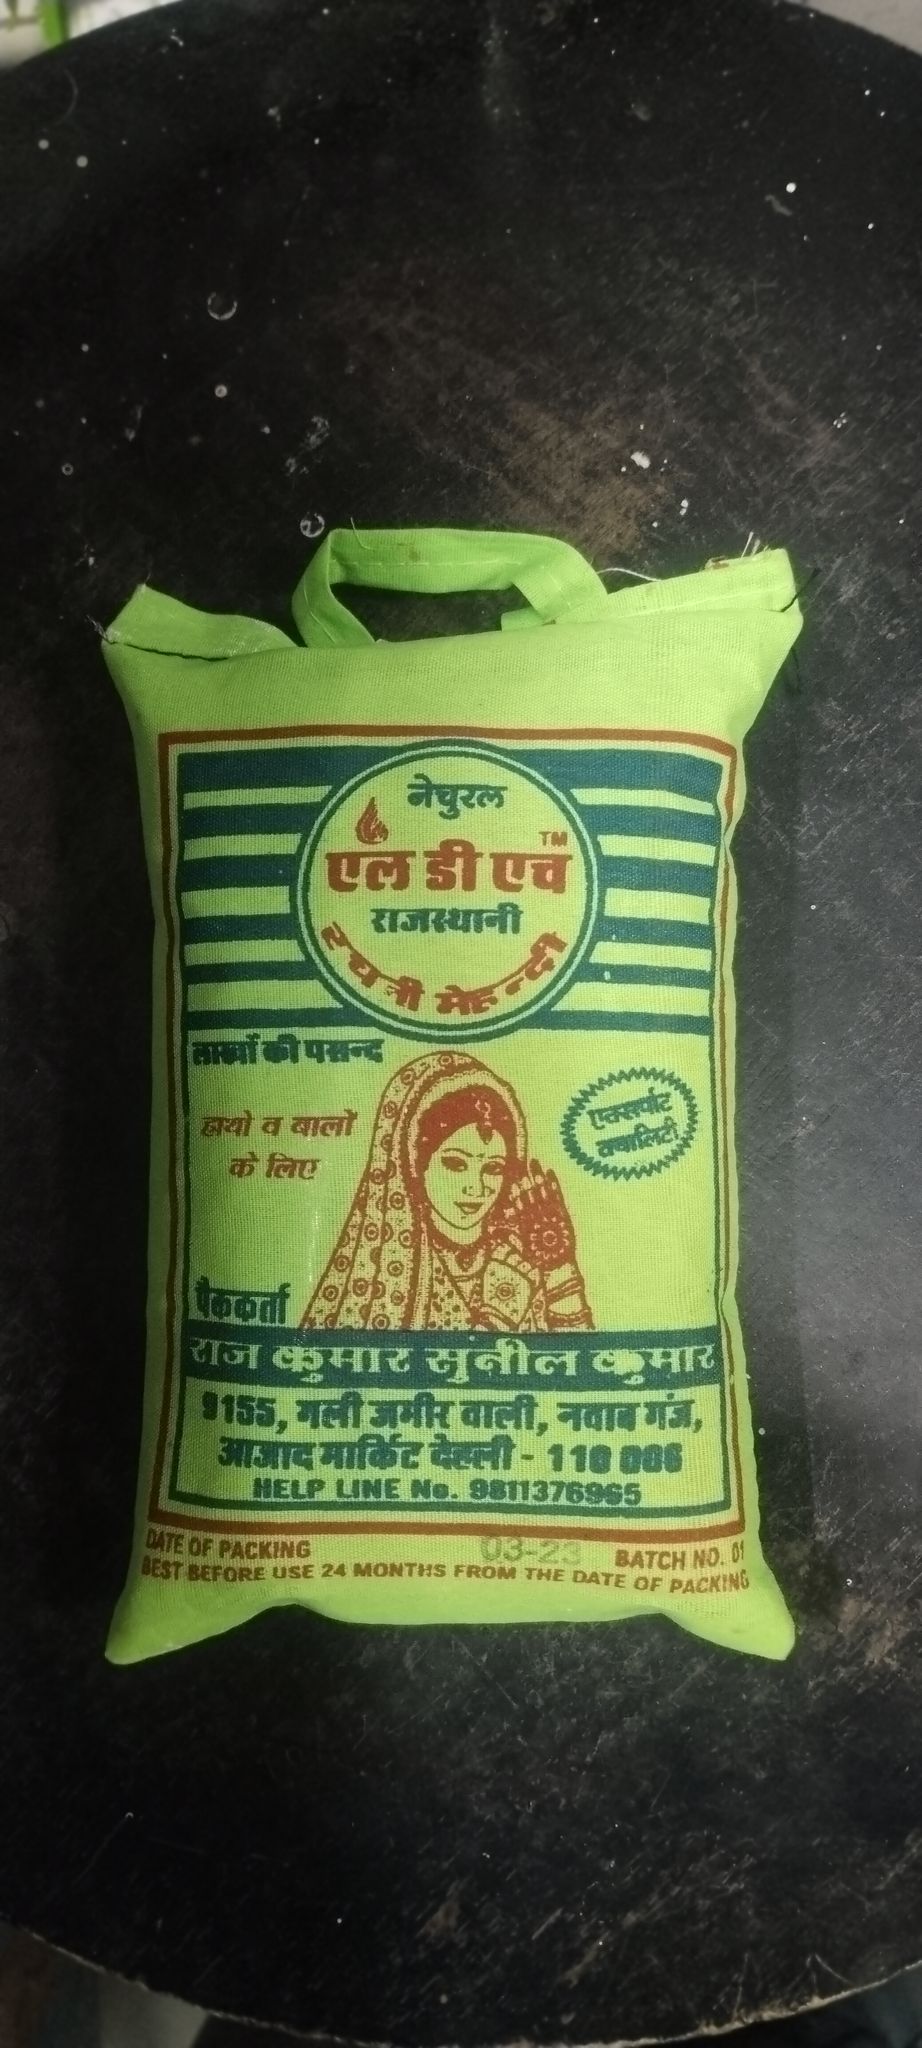 नेचुरल
एल डी एच TM
राजस्थानी
रचनी मेहन्दी
लाखों की पसन्द
हाथो व बालों
के लिए
एक्सपोर्ट
क्वालिटी
पैककर्ता
राज कुमार सुनील कुमार
9155, गली जमीर वाली, नवाब गंज,
आजाद मार्किट देहली - 110 006
HELP LINE No. 9811376965
DATE OF PACKING 03-23 BATCH NO. 01
BEST BEFORE USE 24 MONTHS FROM THE DATE OF PACKING